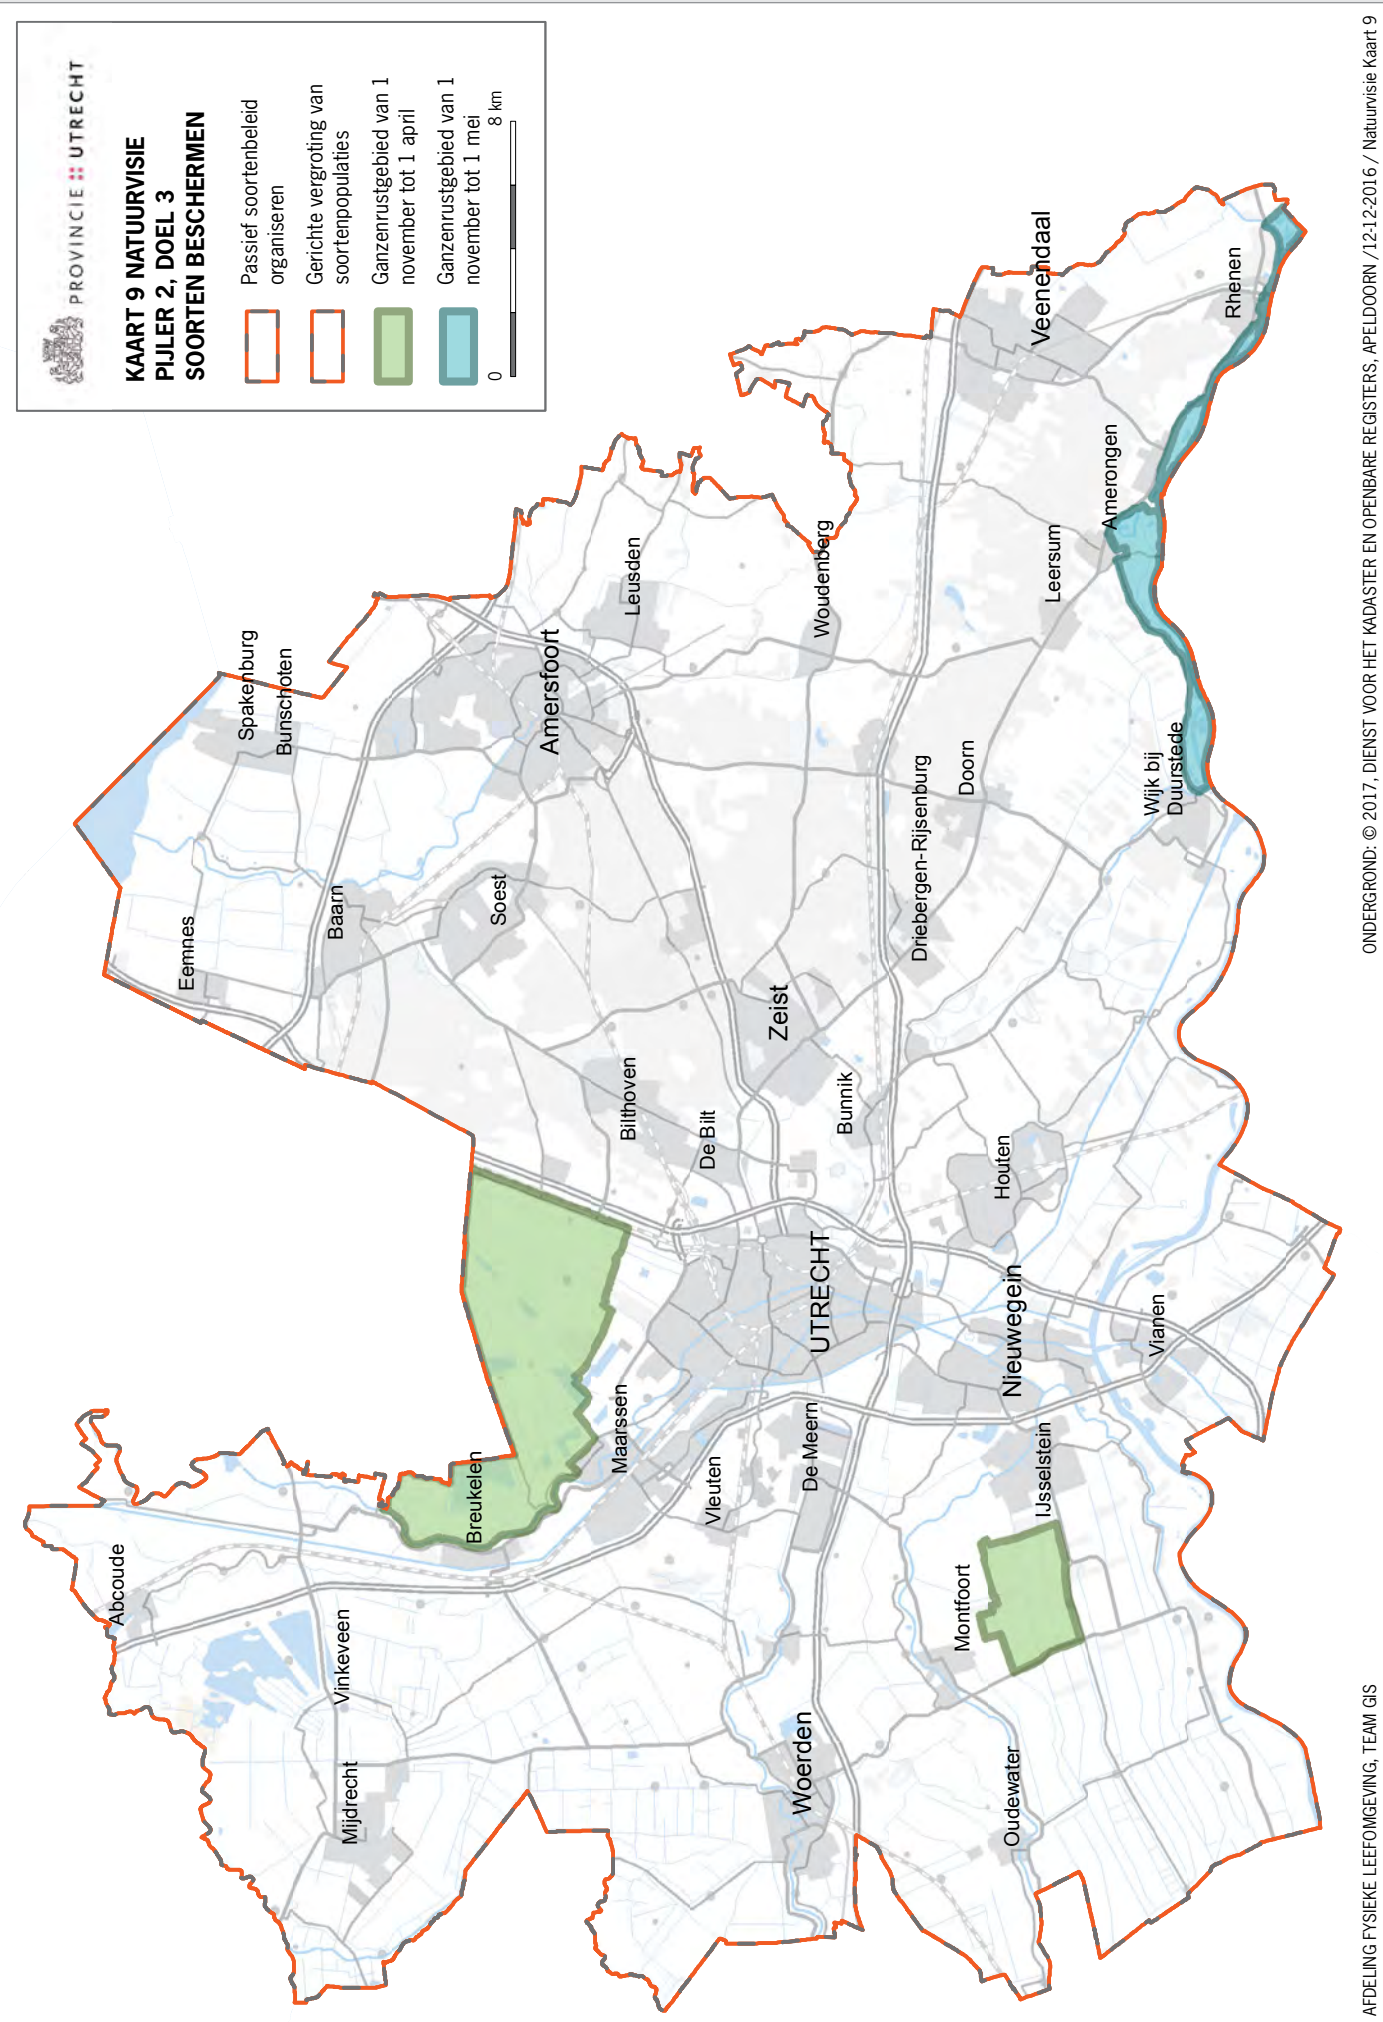 PROVINCIE :: UTRECHT
KAART 9 NATUURVISIE
PIJLER 2, DOEL 3
SOORTEN BESCHERMEN
Passief soortenbeleid
organiseren
Gerichte vergroting van
soortenpopulaties
Ganzenrustgebied van 1
november tot 1 april
Ganzenrustgebied van 1
november tot 1 mei
0
8 km
Abcoude
Eemnes
Spakenburg
Bunschoten
Vinkeveen
Mijdrecht
Baarn
Breukelen
Soest
Amersfoort
Maarssen
Bilthoven
Leusden
De Bilt
Vleuten
Zeist
Woerden
De Meern
UTRECHT
Bunnik
Woudenberg
Driebergen-Rijsenburg
Doorn
Montfoort
Oudewater
IJsselstein
Nieuwegein
Houten
Leersum
Veenendaal
Amerongen
Vianen
Wijk bij
Duurstede
Rhenen
AFDELING FYSIEKE LEEFOMGEVING, TEAM GIS
ONDERGROND: © 2017, DIENST VOOR HET KADASTER EN OPENBARE REGISTERS, APELDOORN /12-12-2016 / Natuurvisie Kaart 9